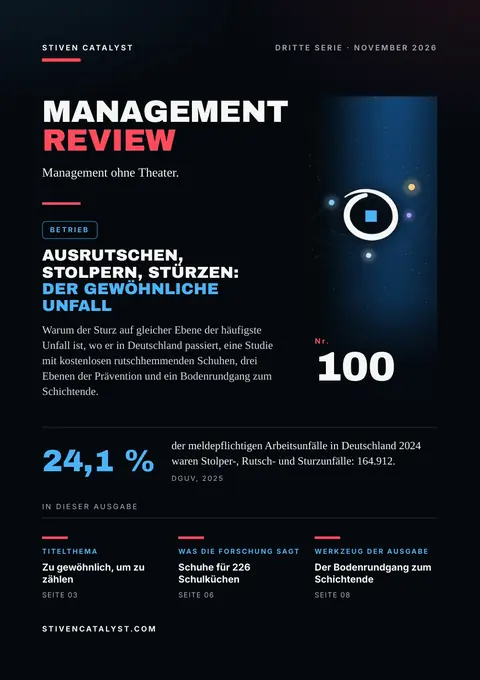 STIVEN CATALYST
DRITTE SERIE · NOVEMBER 2026
MANAGEMENT
REVIEW
Management ohne Theater.
BETRIEB
AUSRUTSCHEN,
STOLPERN, STÜRZEN:
DER GEWÖHNLICHE
UNFALL
Warum der Sturz auf gleicher Ebene der häufigste
Unfall ist, wo er in Deutschland passiert, eine Studie
mit kostenlosen rutschhemmenden Schuhen, drei
Ebenen der Prävention und ein Bodenrundgang zum
Schichtende.
Nr.
100
24,1 %
der meldepflichtigen Arbeitsunfälle in Deutschland 2024
waren Stolper-, Rutsch- und Sturzunfälle: 164.912.
DGUV, 2025
IN DIESER AUSGABE
TITELTHEMA
Zu gewöhnlich, um zu
zählen
SEITE 03
WAS DIE FORSCHUNG SAGT
Schuhe für 226
Schulküchen
SEITE 06
WERKZEUG DER AUSGABE
Der Bodenrundgang zum
Schichtende
SEITE 08
STIVENCATALYST.COM